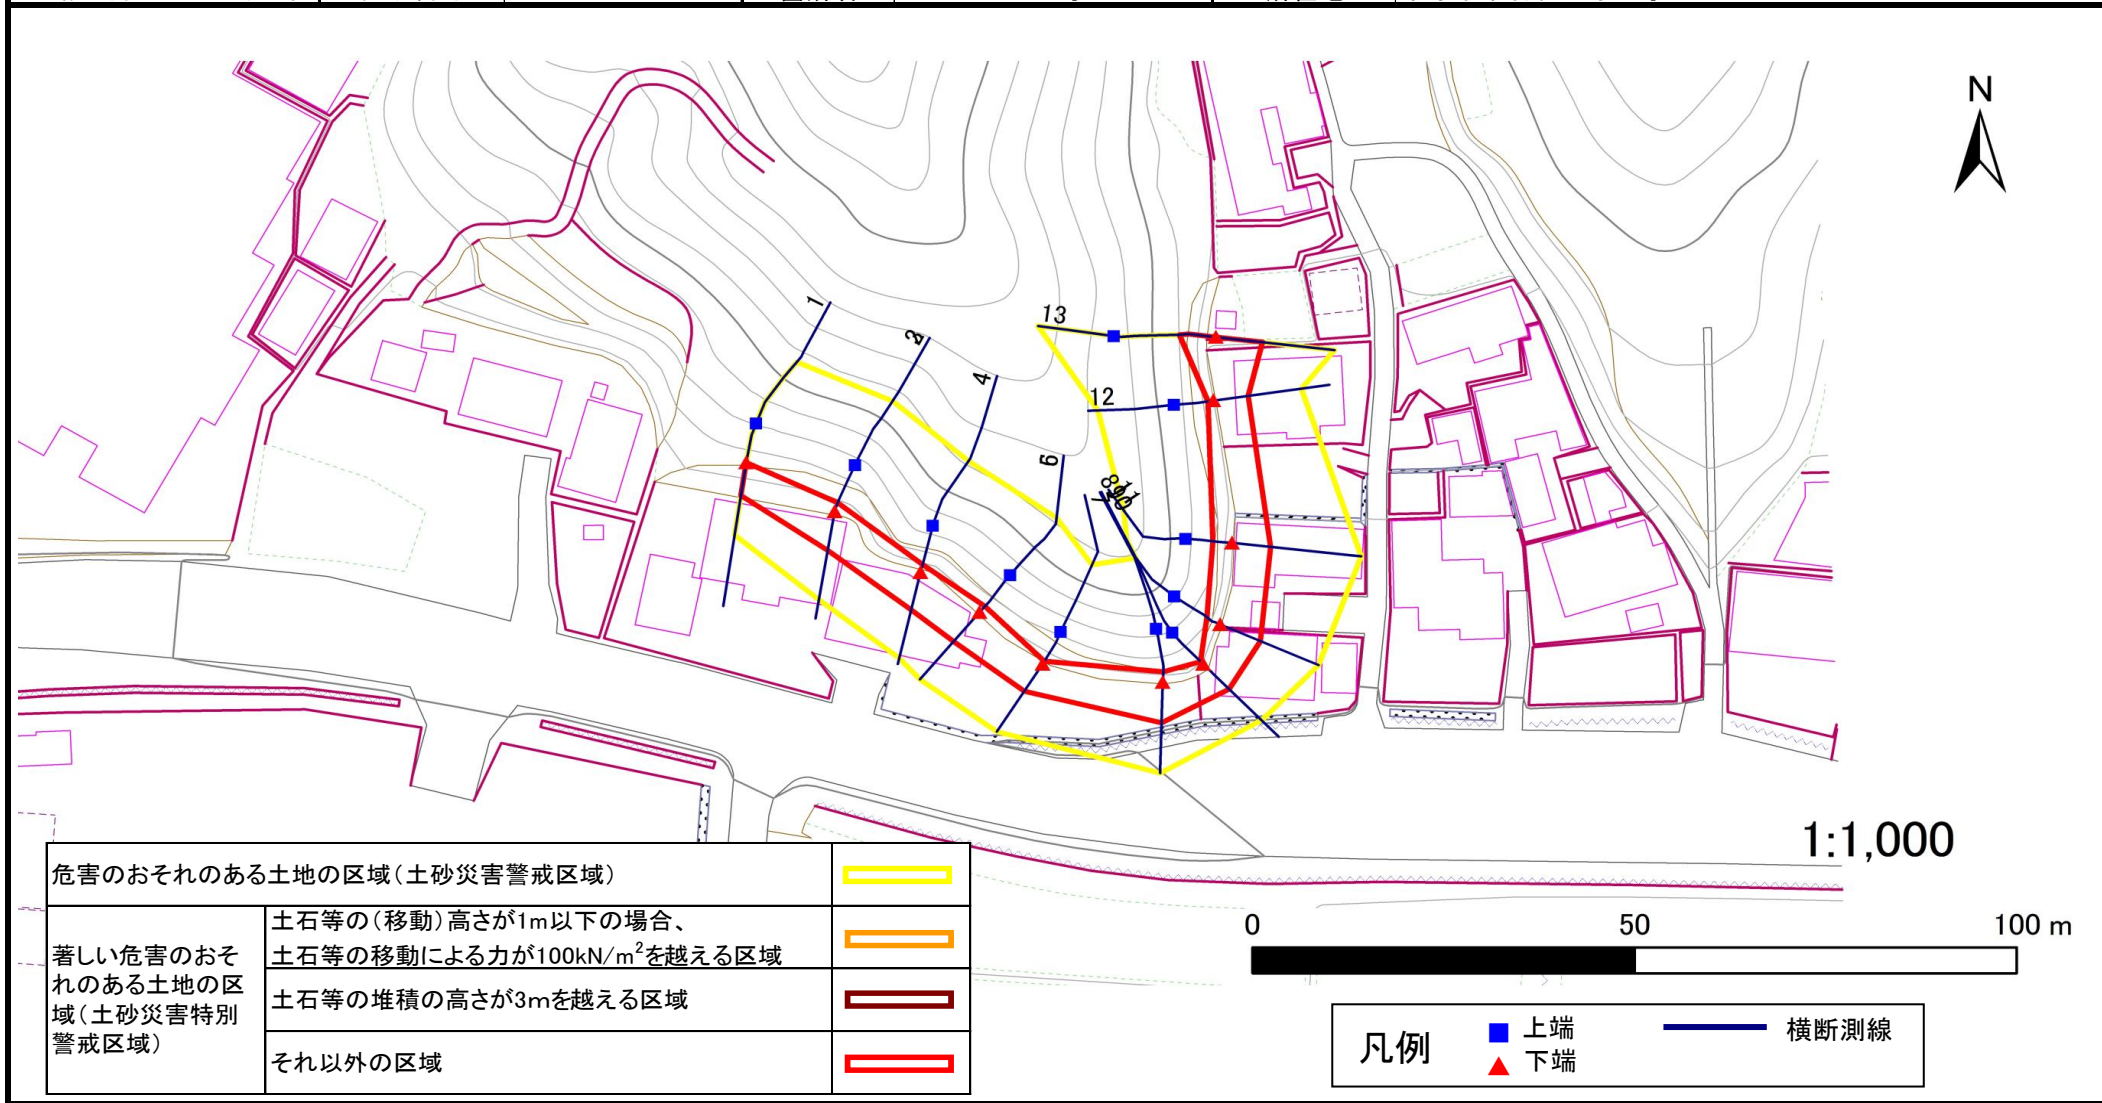 N
1
4
6
13
12
1:1,000
0 50 100 m
危害のおそれのある土地の区域(土砂災害警戒区域)
著しい危害のおそ
れのある土地の区
域(土砂災害特別
警戒区域)
土石等の(移動)高さが1m以下の場合、
土石等の移動による力が100kN/m²を越える区域
土石等の堆積の高さが3mを越える区域
それ以外の区域
凡例
上端
下端
横断測線